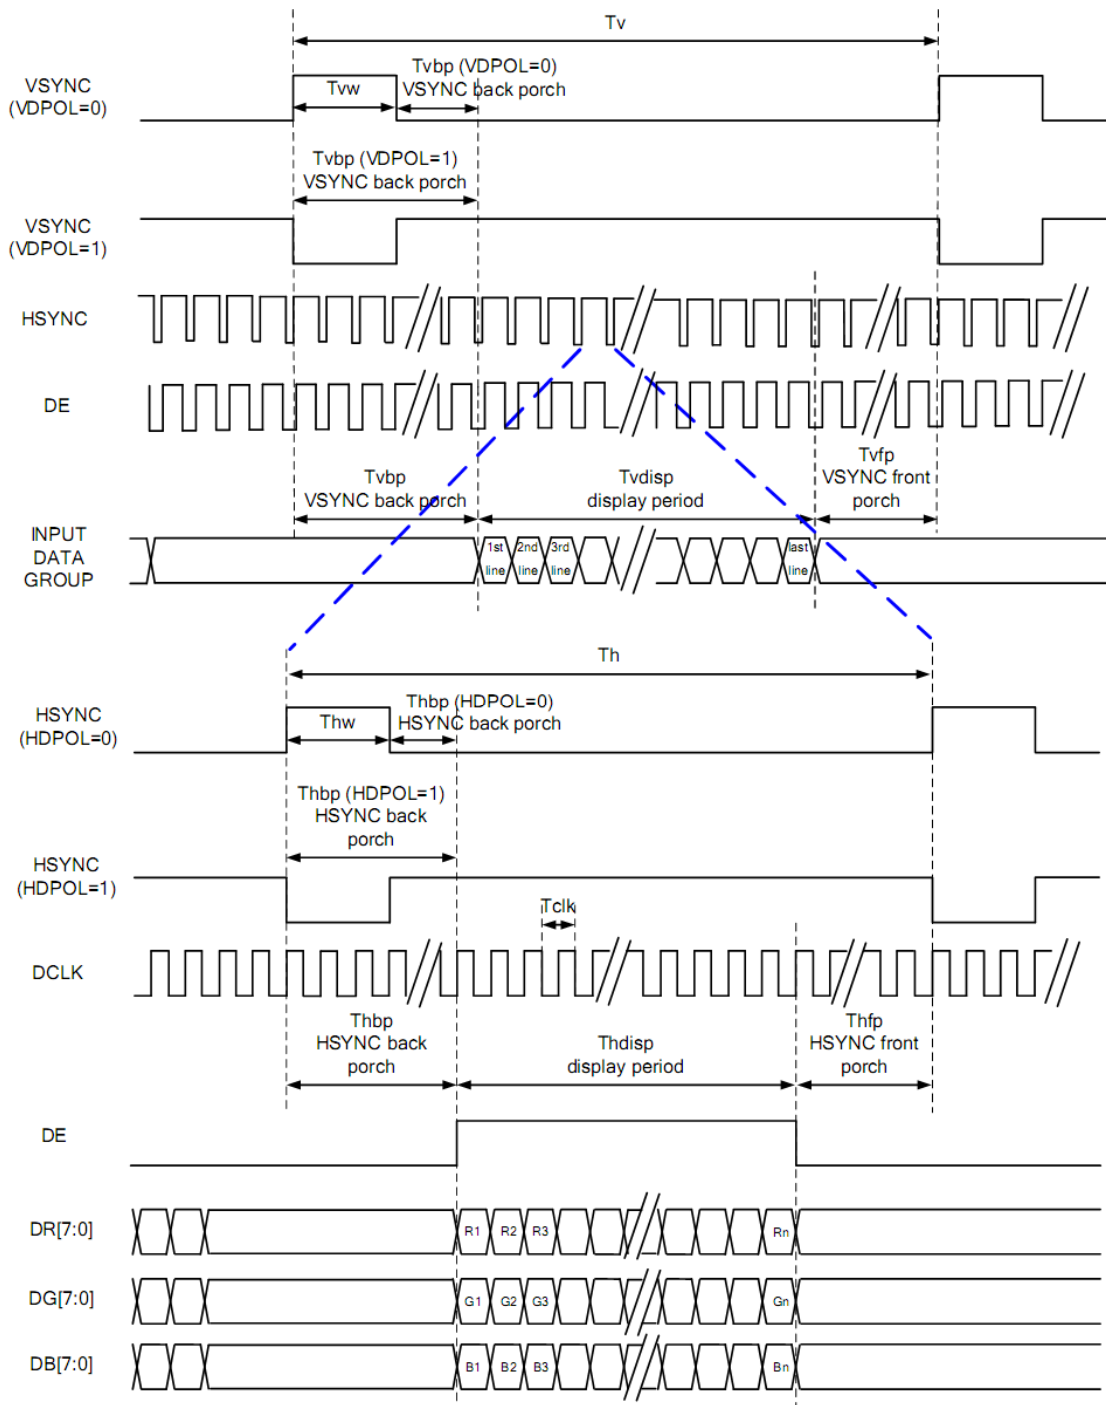 Tv
VSYNC
(VDPOL=0)
Tvw
Tvbp (VDPOL=0)
VSYNC back porch
Tvbp (VDPOL=1)
VSYNC back porch
VSYNC
(VDPOL=1)
HSYNC
DE
Tvbp
VSYNC back porch
Tvdisp
display period
Tvfp
VSYNC front
porch
INPUT
DATA
GROUP
1st
line
2nd
line
3rd
line
last
line
Th
HSYNC
(HDPOL=0)
Thw
Thbp (HDPOL=0)
HSYNC back porch
Thbp (HDPOL=1)
HSYNC back
porch
HSYNC
(HDPOL=1)
Tclk
DCLK
Thbp
HSYNC back
porch
Thdisp
display period
Thfp
HSYNC front
porch
DE
DR[7:0]
R1 R2 R3 Rn
DG[7:0]
G1 G2 G3 Gn
DB[7:0]
B1 B2 B3 Bn